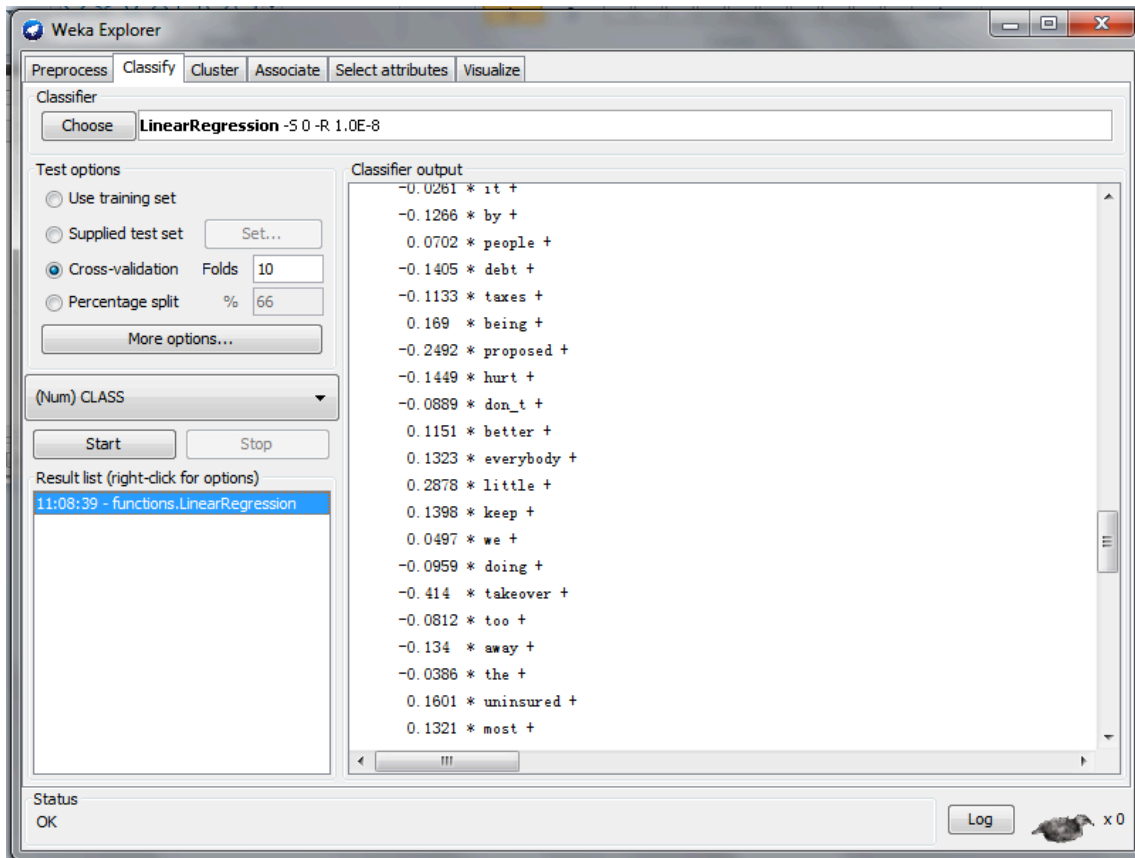 Weka Explorer
Preprocess Classify Cluster Associate Select attributes Visualize
Classifier
Choose LinearRegression -S 0 -R 1.0E-8
Test options
Use training set
Supplied test set Set...
Cross-validation Folds 10
Percentage split % 66
More options...
(Num) CLASS
Start Stop
Result list (right-click for options)
11:08:39 - functions.LinearRegression
Classifier output
-0.0261 * it +
-0.1266 * by +
0.0702 * people +
-0.1405 * debt +
-0.1133 * taxes +
0.169 * being +
-0.2492 * proposed +
-0.1449 * hurt +
-0.0889 * don_t +
0.1151 * better +
0.1323 * everybody +
0.2878 * little +
0.1398 * keep +
0.0497 * we +
-0.0959 * doing +
-0.414 * takeover +
-0.0812 * too +
-0.134 * away +
-0.0386 * the +
0.1601 * uninsured +
0.1321 * most +
Status
OK
Log
x 0